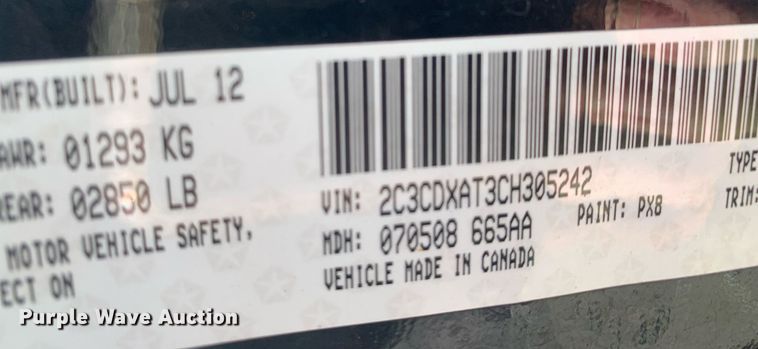 MFR(BUILT): JUL 12
AWR: 01293 KG
REAR: 02850 LB
MOTOR VEHICLE SAFETY,
ECT ON
VIN: 2C3CDXAT3CH305242
MDH: 070508 665AA
PAINT: PX8
VEHICLE MADE IN CANADA
TYPE
TRIM:
Purple Wave Auction